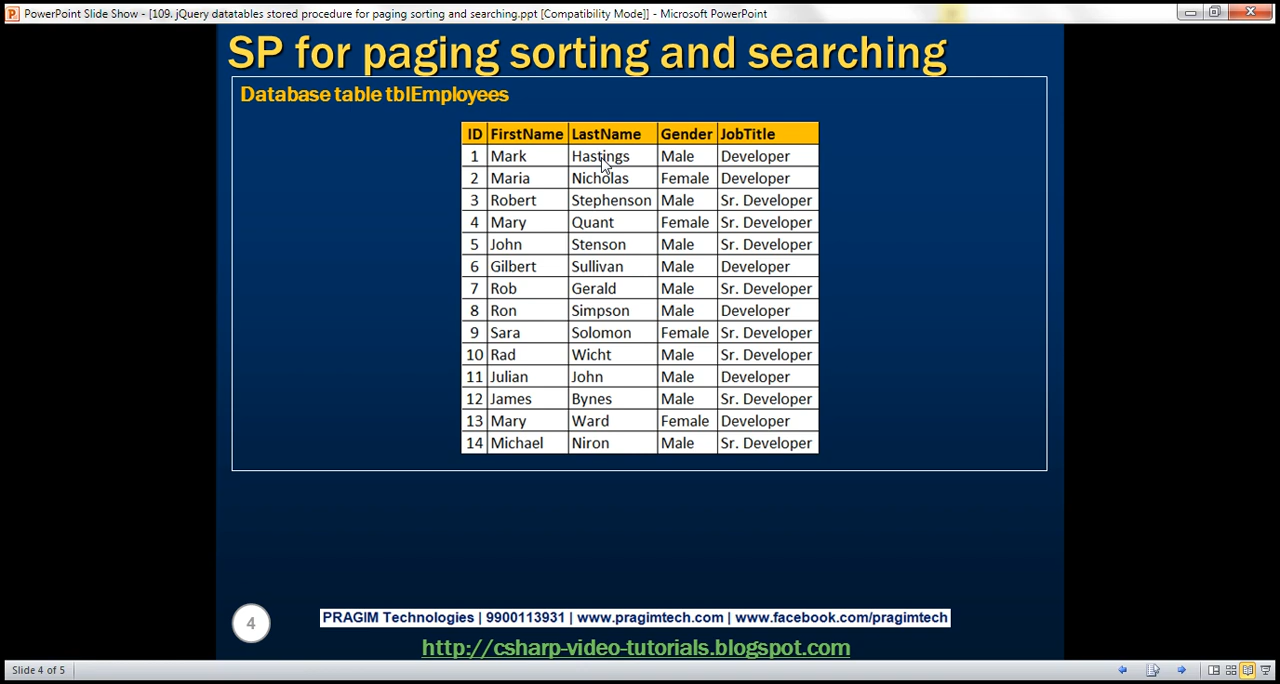 PowerPoint Slide Show - [109. jQuery datatables stored procedure for paging sorting and searching.ppt [Compatibility Mode]] - Microsoft PowerPoint
SP for paging sorting and searching
Database table tblEmployees
ID FirstName LastName Gender JobTitle
1 Mark Hastings Male Developer
2 Maria Nicholas Female Developer
3 Robert Stephenson Male Sr. Developer
4 Mary Quant Female Sr. Developer
5 John Stenson Male Sr. Developer
6 Gilbert Sullivan Male Developer
7 Rob Gerald Male Sr. Developer
8 Ron Simpson Male Developer
9 Sara Solomon Female Sr. Developer
10 Rad Wicht Male Sr. Developer
11 Julian John Male Developer
12 James Bynes Male Sr. Developer
13 Mary Ward Female Developer
14 Michael Niron Male Sr. Developer
4
PRAGIM Technologies | 9900113931 | www.pragimtech.com | www.facebook.com/pragimtech
http://csharp-video-tutorials.blogspot.com
Slide 4 of 5